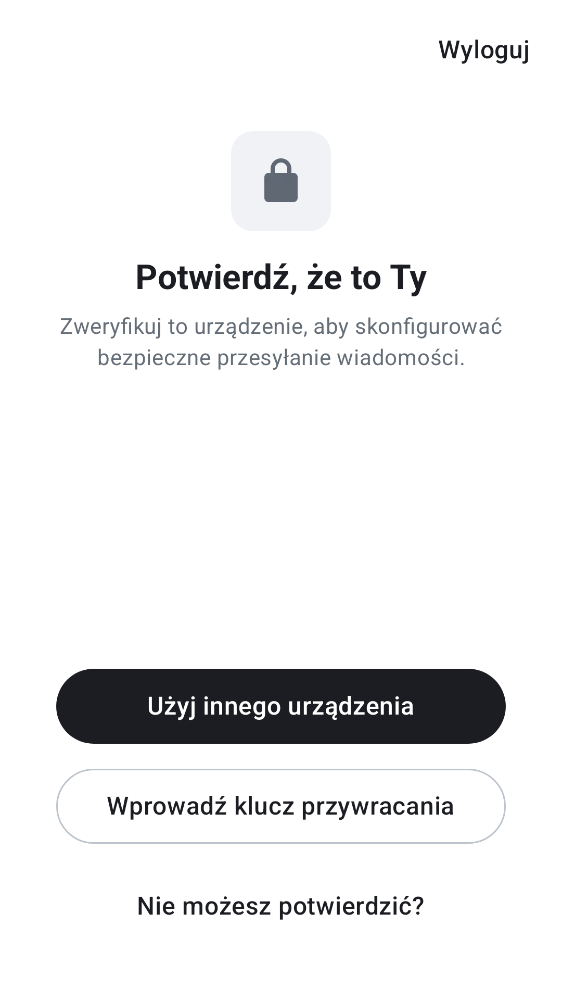 Wyloguj
Potwierdź, że to Ty
Zweryfikuj to urządzenie, aby skonfigurować
bezpieczne przesyłanie wiadomości.
Użyj innego urządzenia
Wprowadź klucz przywracania
Nie możesz potwierdzić?